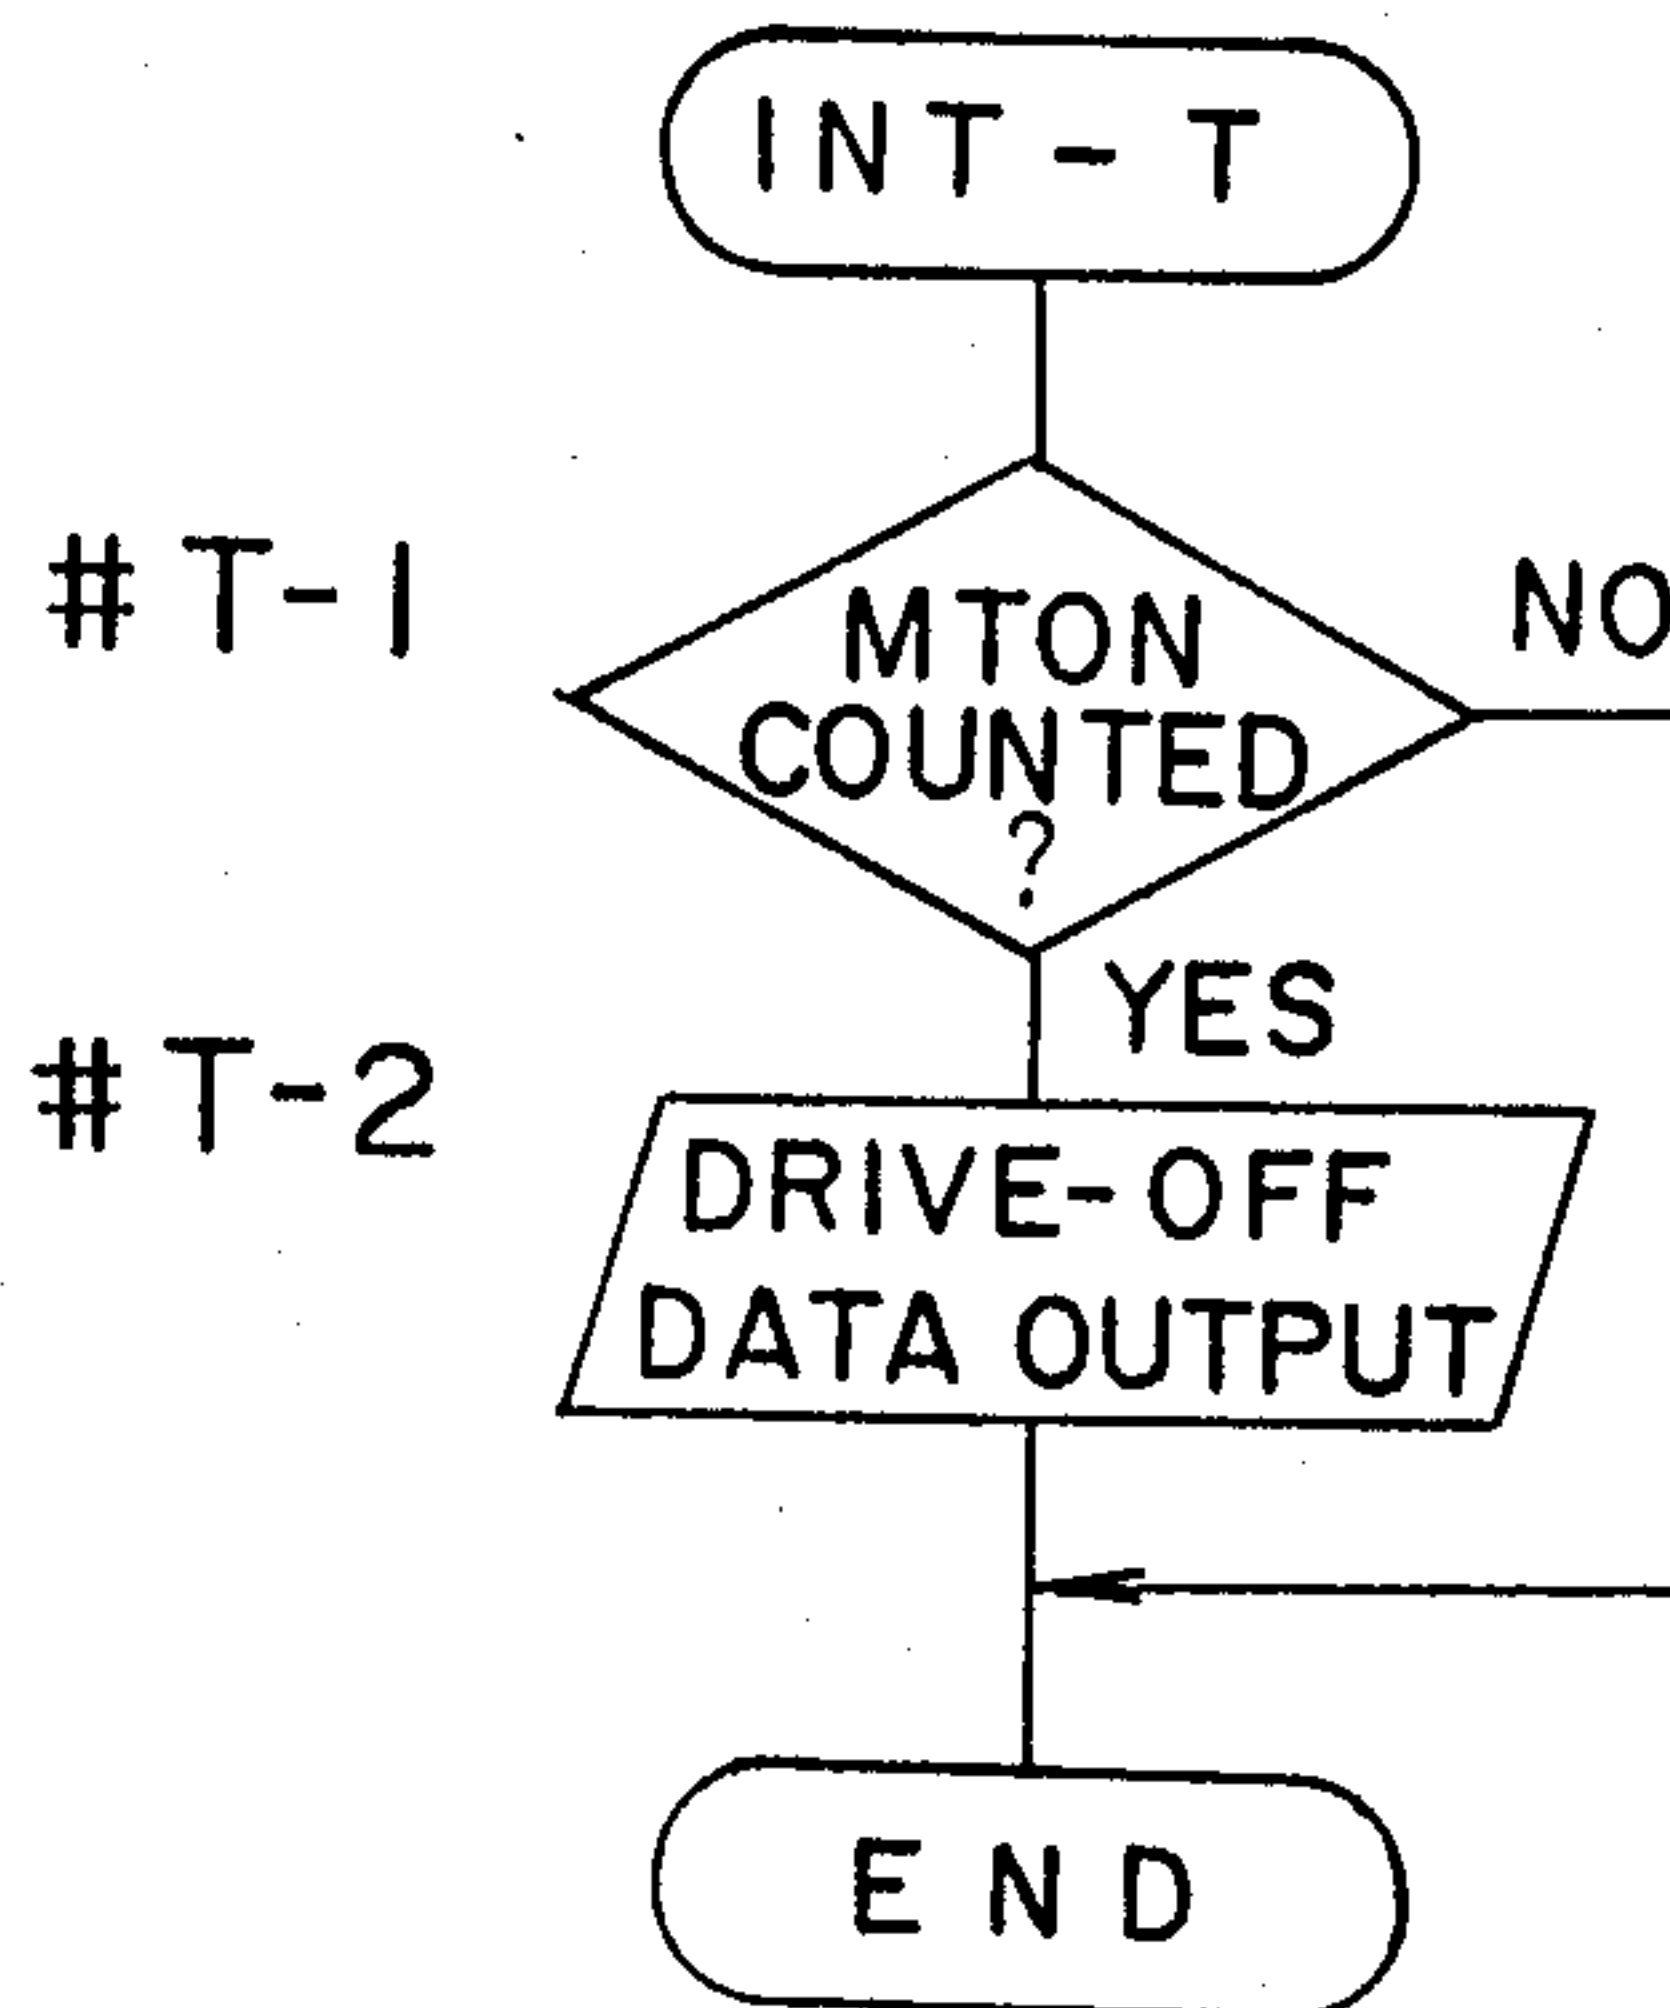 INT-T
#T-1
MTON
COUNTED
?
NO
YES
#T-2
DRIVE-OFF
DATA OUTPUT
END